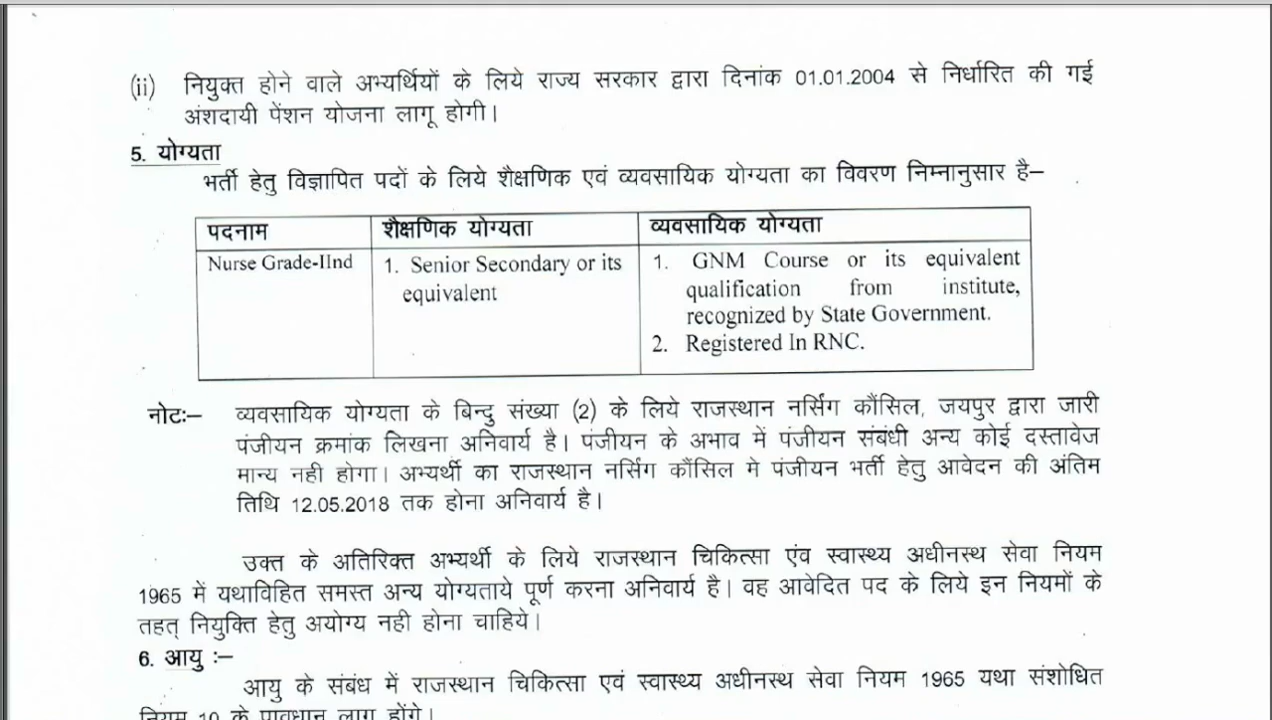 (ii) नियुक्त होने वाले अभ्यर्थियों के लिये राज्य सरकार द्वारा दिनांक 01.01.2004 से निर्धारित की गई
अंशदायी पेंशन योजना लागू होगी।
5. योग्यता
भर्ती हेतु विज्ञापित पदों के लिये शैक्षणिक एवं व्यवसायिक योग्यता का विवरण निम्नानुसार है–
पदनाम शैक्षणिक योग्यता व्यवसायिक योग्यता
Nurse Grade-IInd 1. Senior Secondary or its 1. GNM Course or its equivalent
equivalent qualification from institute,
recognized by State Government.
2. Registered In RNC.
नोटः– व्यवसायिक योग्यता के बिन्दु संख्या (2) के लिये राजस्थान नर्सिंग कौंसिल, जयपुर द्वारा जारी
पंजीयन क्रमांक लिखना अनिवार्य है। पंजीयन के अभाव में पंजीयन संबंधी अन्य कोई दस्तावेज
मान्य नही होगा। अभ्यर्थी का राजस्थान नर्सिंग कौंसिल मे पंजीयन भर्ती हेतु आवेदन की अंतिम
तिथि 12.05.2018 तक होना अनिवार्य है।
उक्त के अतिरिक्त अभ्यर्थी के लिये राजस्थान चिकित्सा एंव स्वास्थ्य अधीनस्थ सेवा नियम
1965 में यथाविहित समस्त अन्य योग्यताये पूर्ण करना अनिवार्य है। वह आवेदित पद के लिये इन नियमों के
तहत् नियुक्ति हेतु अयोग्य नही होना चाहिये।
6. आयु :–
आयु के संबंध में राजस्थान चिकित्सा एवं स्वास्थ्य अधीनस्थ सेवा नियम 1965 यथा संशोधित
नियम 10 के प्रावधान लागू होंगे।